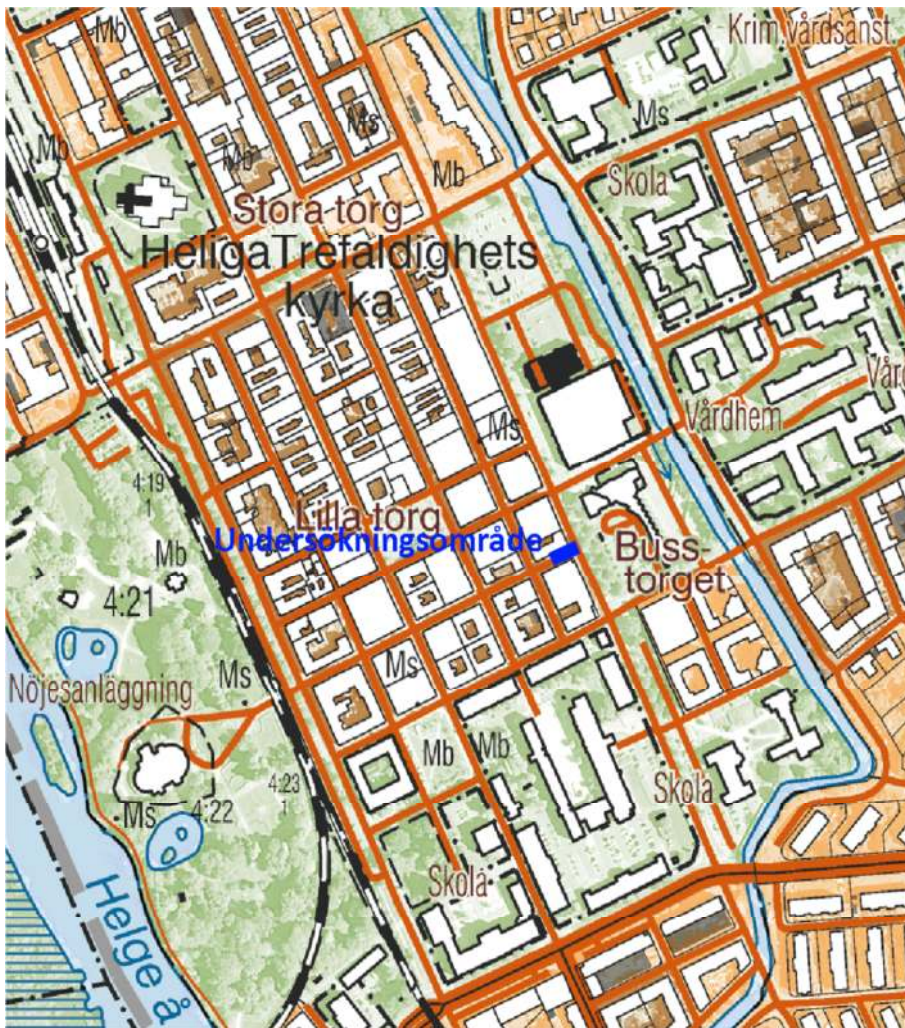 Mb
Krim.vårdsanst.
Ms
Ms
Mb
Mb
Mb
Skola
Stora torg
HeligaTrefaldighets
kyrka
Ms
Vårdhem
4:19
1
Lilla torg
Undersökningsområde
Buss-
torget
Mb
4:21
Ms
Ms
Nöjesanläggning
Mb
Mb
4:23
1
Ms
4:22
Skola
Skola
Helge å